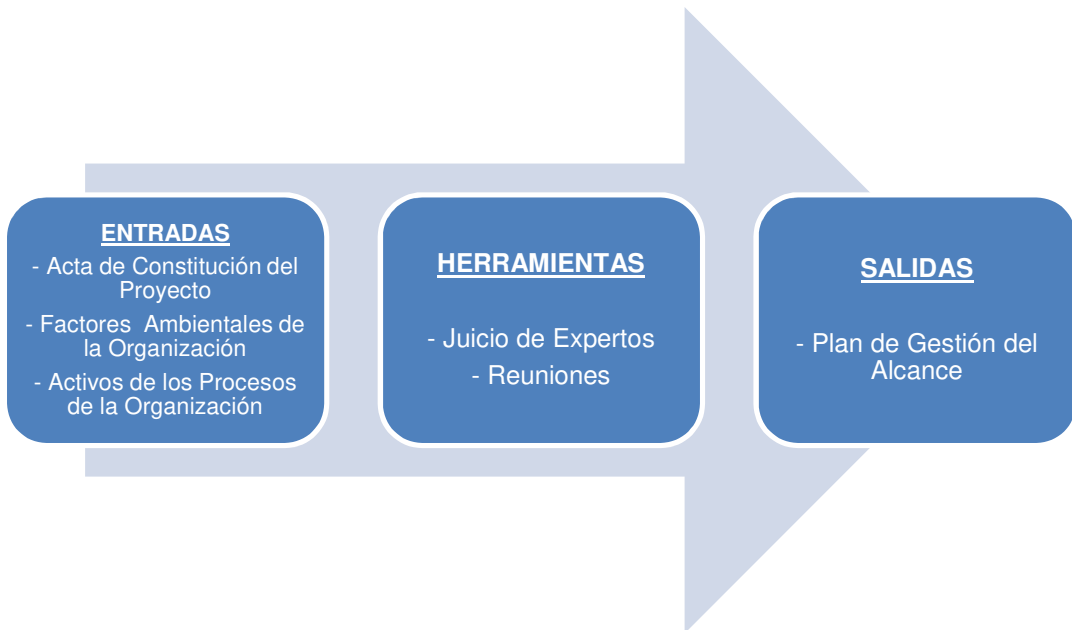 ENTRADAS
- Acta de Constitución del
Proyecto
- Factores Ambientales de
la Organización
- Activos de los Procesos
de la Organización
HERRAMIENTAS
- Juicio de Expertos
- Reuniones
SALIDAS
- Plan de Gestión del
Alcance